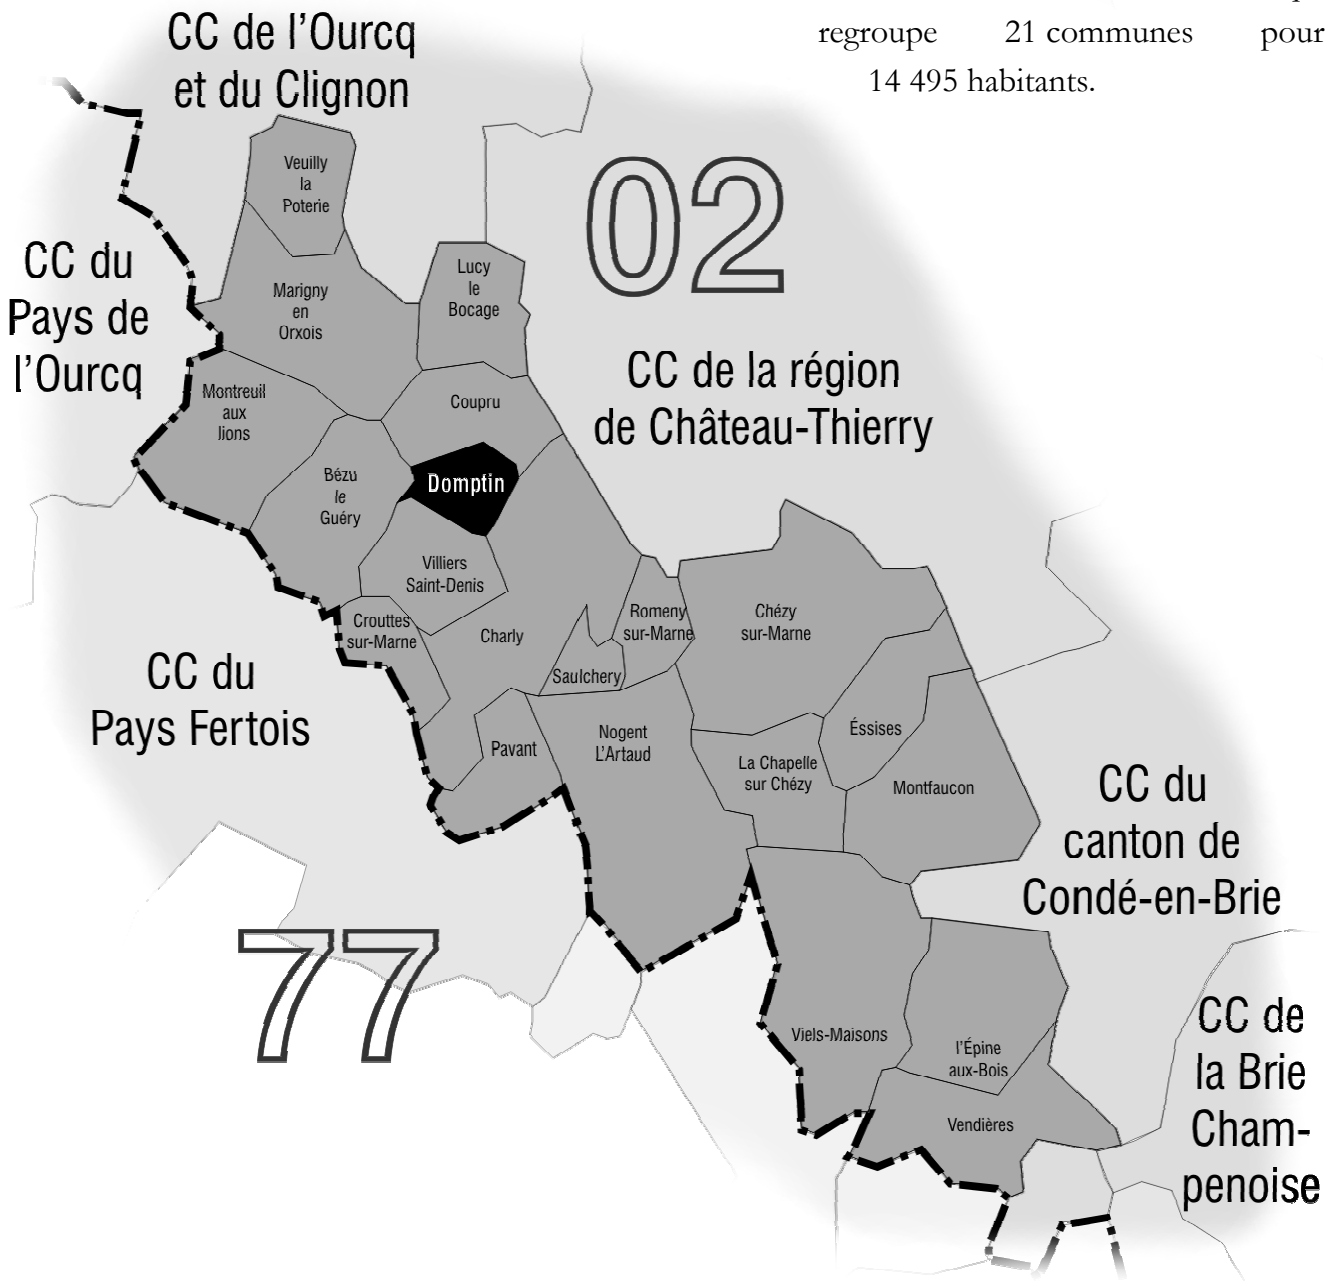 regroupe 21 communes pour
14 495 habitants.
CC de l'Ourcq
et du Clignon
02
Veuilly
la
Poterie
CC du
Pays de
l'Ourcq
Marigny
en
Orxois
Lucy
le
Bocage
CC de la région
de Château-Thierry
Montreuil
aux
lions
Coupru
Bézu
le
Guéry
Domptin
Villiers
Saint-Denis
Crouttes
sur-Marne
Charly
Romeny
sur-Marne
Chézy
sur-Marne
Saulchery
CC du
Pays Fertois
Pavant
Nogent
L'Artaud
Éssises
La Chapelle
sur Chézy
Montfaucon
CC du
canton de
Condé-en-Brie
77
Viels-Maisons
l'Épine
aux-Bois
Vendières
CC de
la Brie
Cham-
penoise